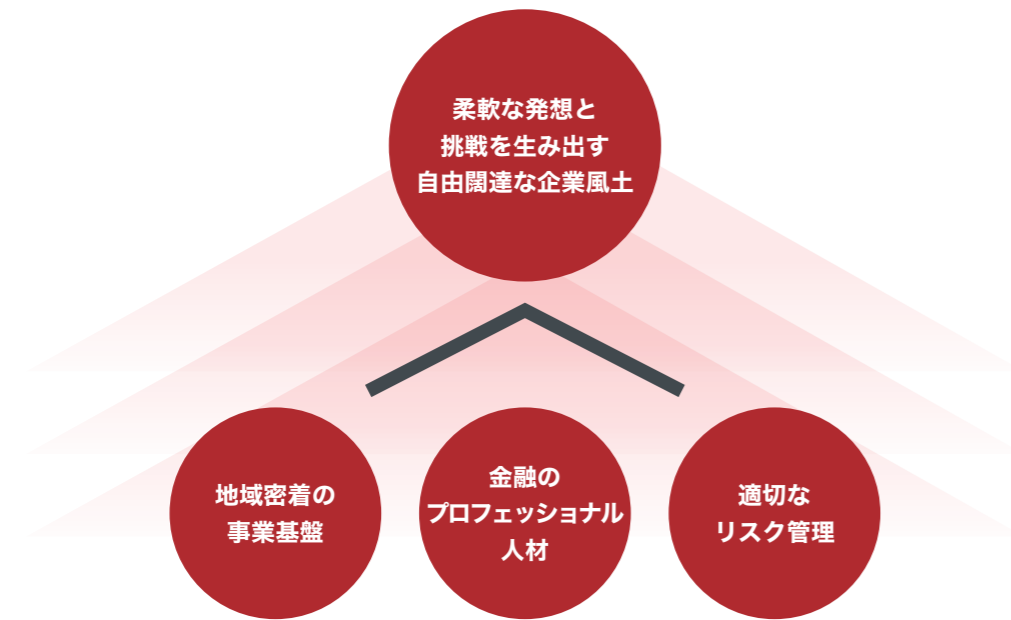 柔軟な発想と
挑戦を生み出す
自由闊達な企業風土
地域密着の
事業基盤
金融の
プロフェッショナル
人材
適切な
リスク管理